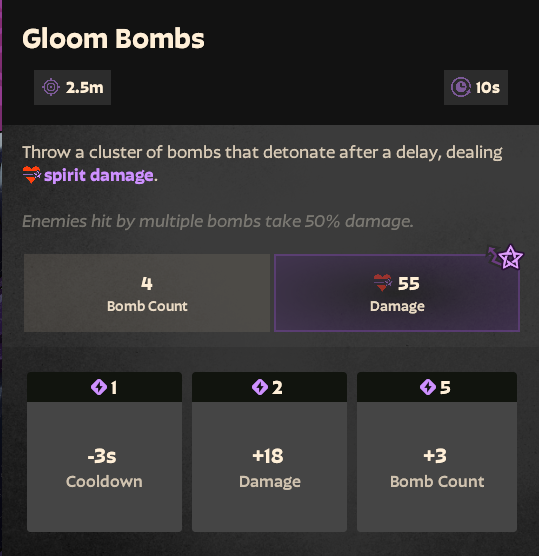 Gloom Bombs
2.5m
10s
Throw a cluster of bombs that detonate after a delay, dealing
spirit damage.
Enemies hit by multiple bombs take 50% damage.
4
Bomb Count
55
Damage
1
-3s
Cooldown
2
+18
Damage
5
+3
Bomb Count